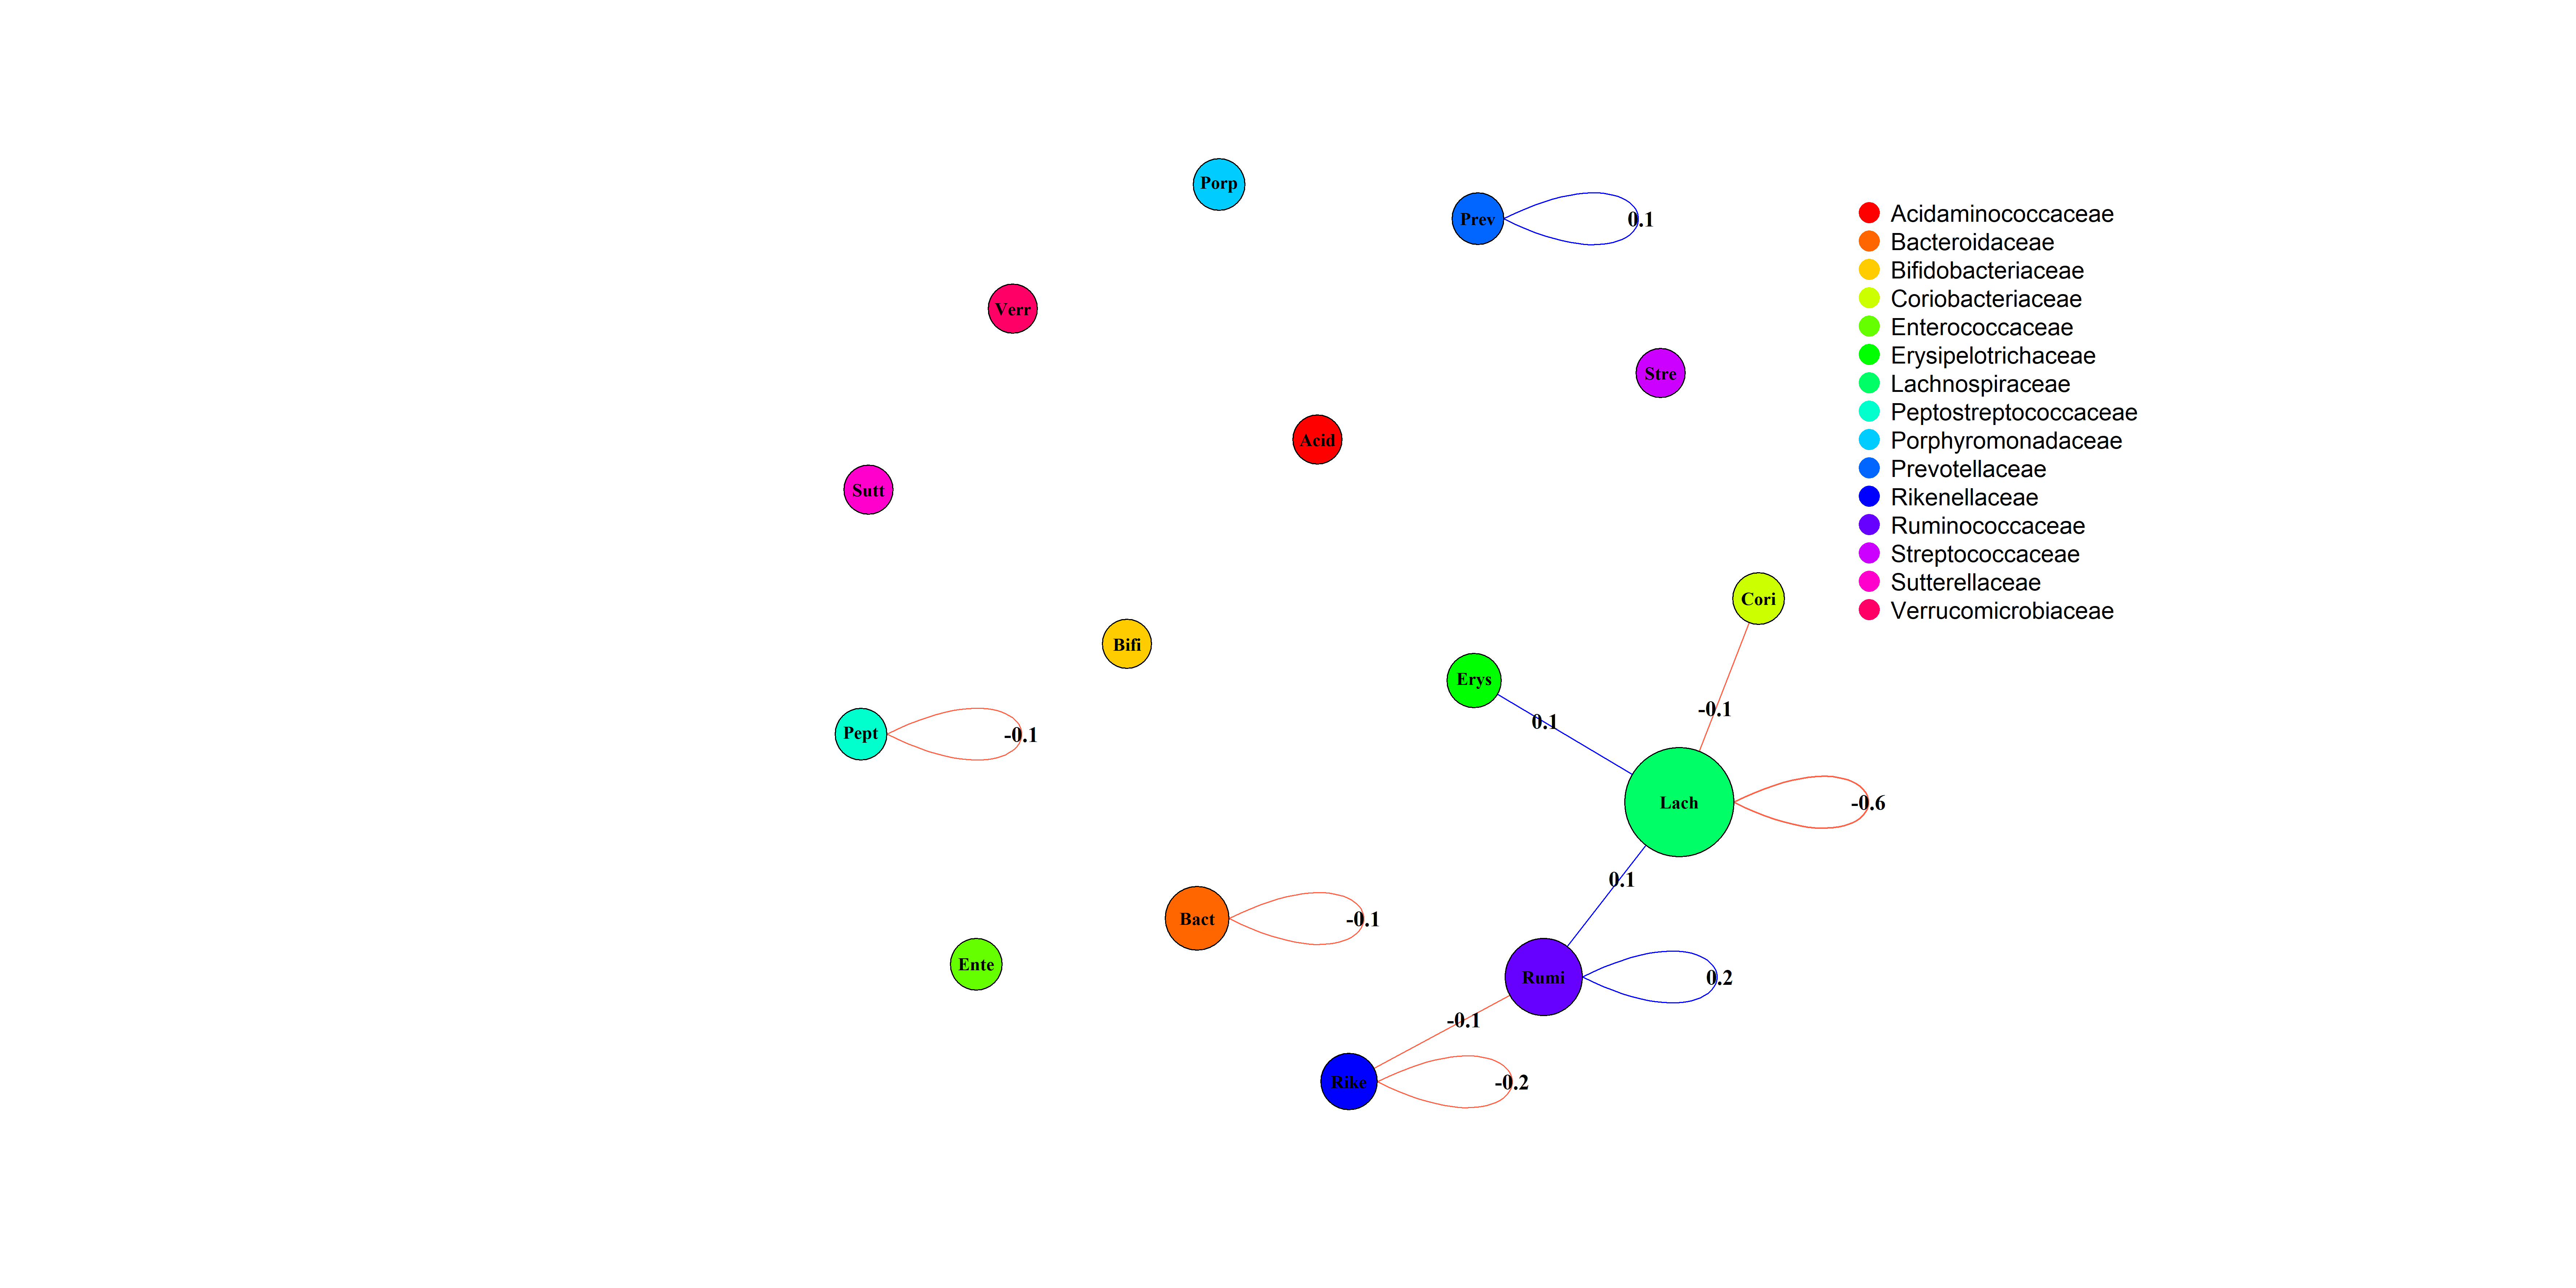 Porp
Prev
0.1
Verr
Stre
Acid
Sutt
Cori
Bifi
Erys
-0.1
0.1
Pept
-0.1
Lach
-0.6
0.1
Bact
-0.1
Ente
Rumi
0.2
-0.1
Rike
-0.2
Acidaminococcaceae
Bacteroidaceae
Bifidobacteriaceae
Coriobacteriaceae
Enterococcaceae
Erysipelotrichaceae
Lachnospiraceae
Peptostreptococcaceae
Porphyromonadaceae
Prevotellaceae
Rikenellaceae
Ruminococcaceae
Streptococcaceae
Sutterellaceae
Verrucomicrobiaceae